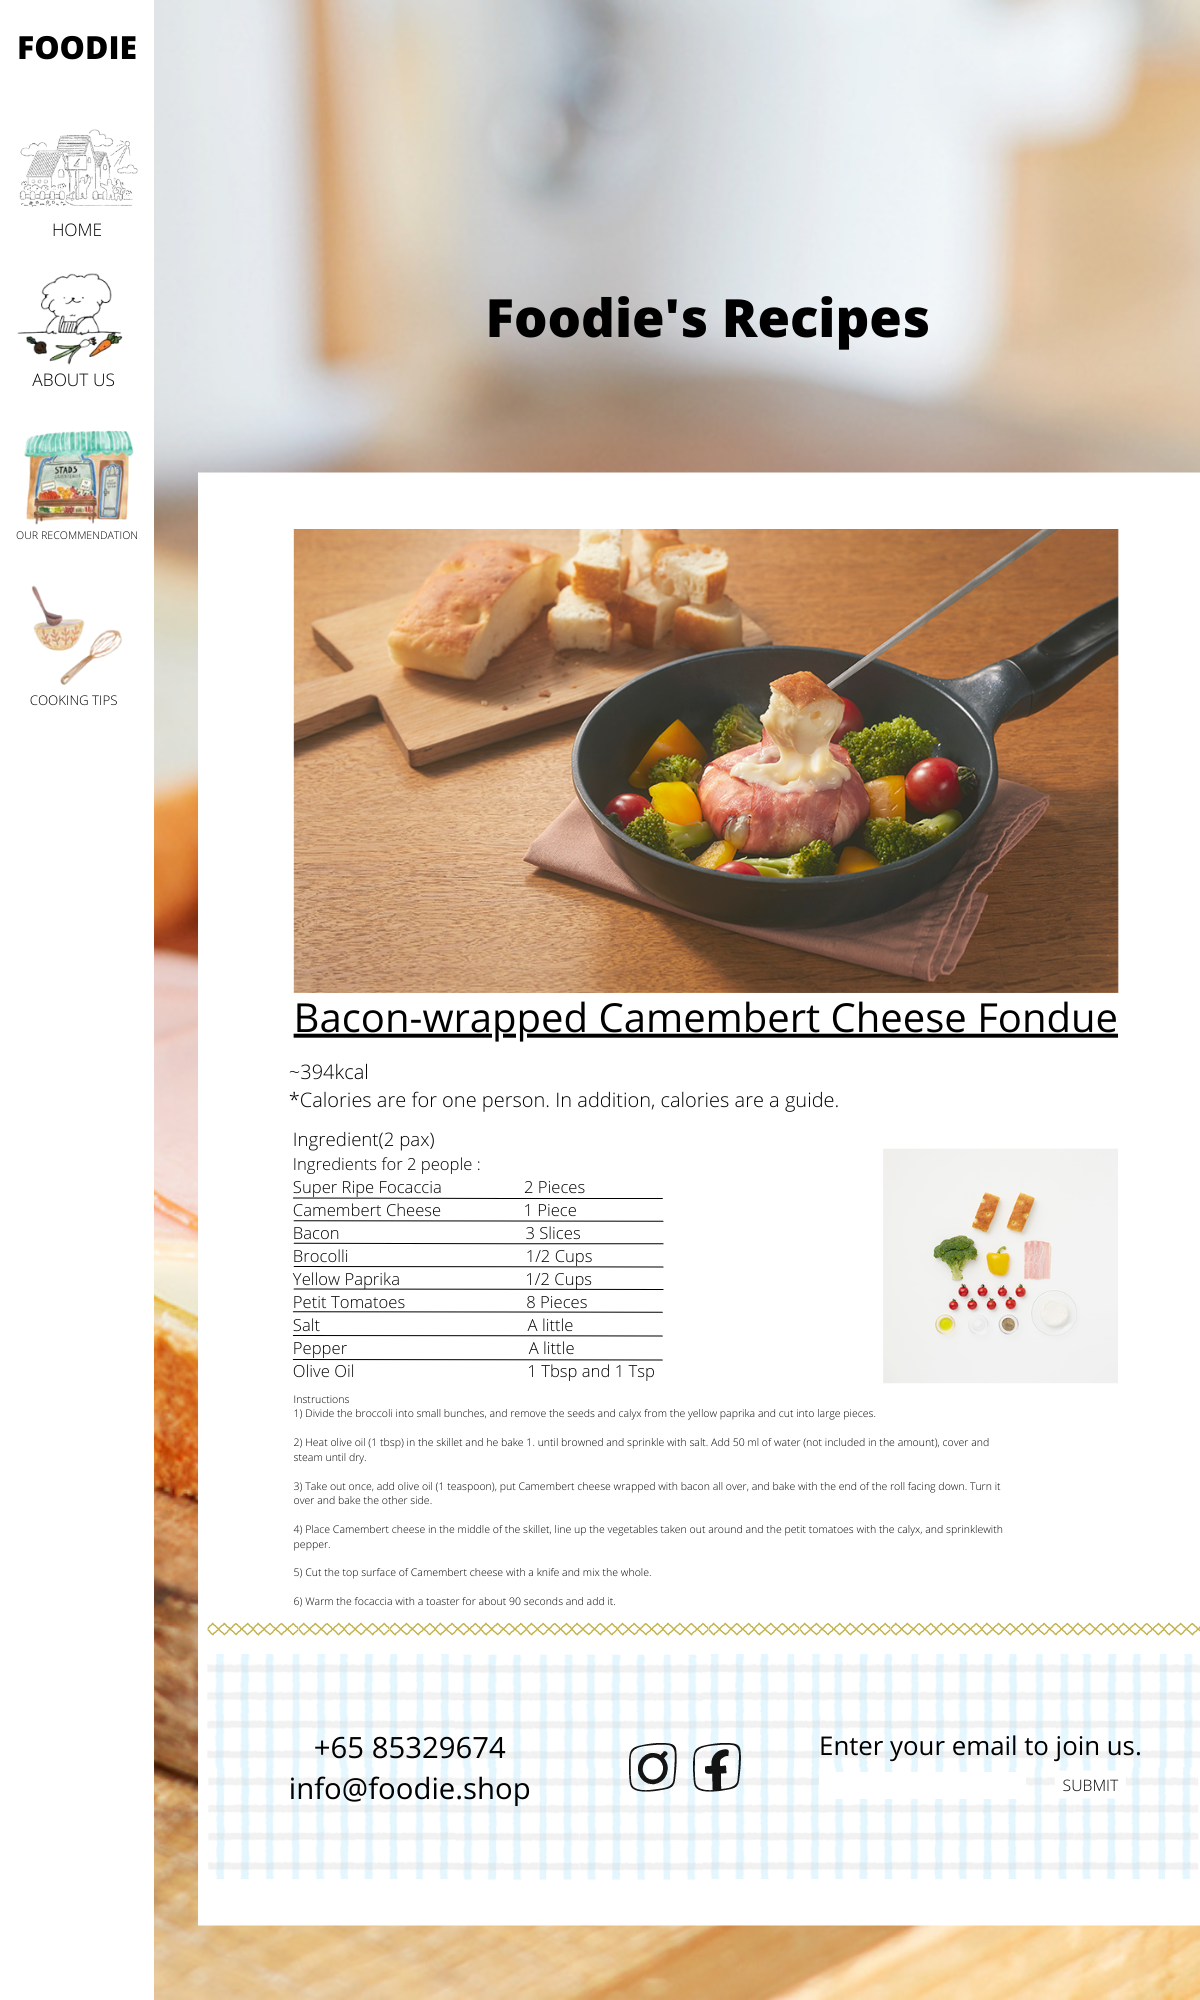 FOODIE
HOME
ABOUT US
STADS
OUR RECOMMENDATION
COOKING TIPS
Foodie's Recipes
Bacon-wrapped Camembert Cheese Fondue
~394kcal
*Calories are for one person. In addition, calories are a guide.
Ingredient(2 pax)
Ingredients for 2 people :
Super Ripe Focaccia 2 Pieces
Camembert Cheese 1 Piece
Bacon 3 Slices
Brocolli 1/2 Cups
Yellow Paprika 1/2 Cups
Petit Tomatoes 8 Pieces
Salt A little
Pepper A little
Olive Oil 1 Tbsp and 1 Tsp
Instructions
1) Divide the broccoli into small bunches, and remove the seeds and calyx from the yellow paprika and cut into large pieces.
2) Heat olive oil (1 tbsp) in the skillet and he bake 1. until browned and sprinkle with salt. Add 50 ml of water (not included in the amount), cover and
steam until dry.
3) Take out once, add olive oil (1 teaspoon), put Camembert cheese wrapped with bacon all over, and bake with the end of the roll facing down. Turn it
over and bake the other side.
4) Place Camembert cheese in the middle of the skillet, line up the vegetables taken out around and the petit tomatoes with the calyx, and sprinklewith
pepper.
5) Cut the top surface of Camembert cheese with a knife and mix the whole.
6) Warm the focaccia with a toaster for about 90 seconds and add it.
+65 85329674
info@foodie.shop
Enter your email to join us.
SUBMIT